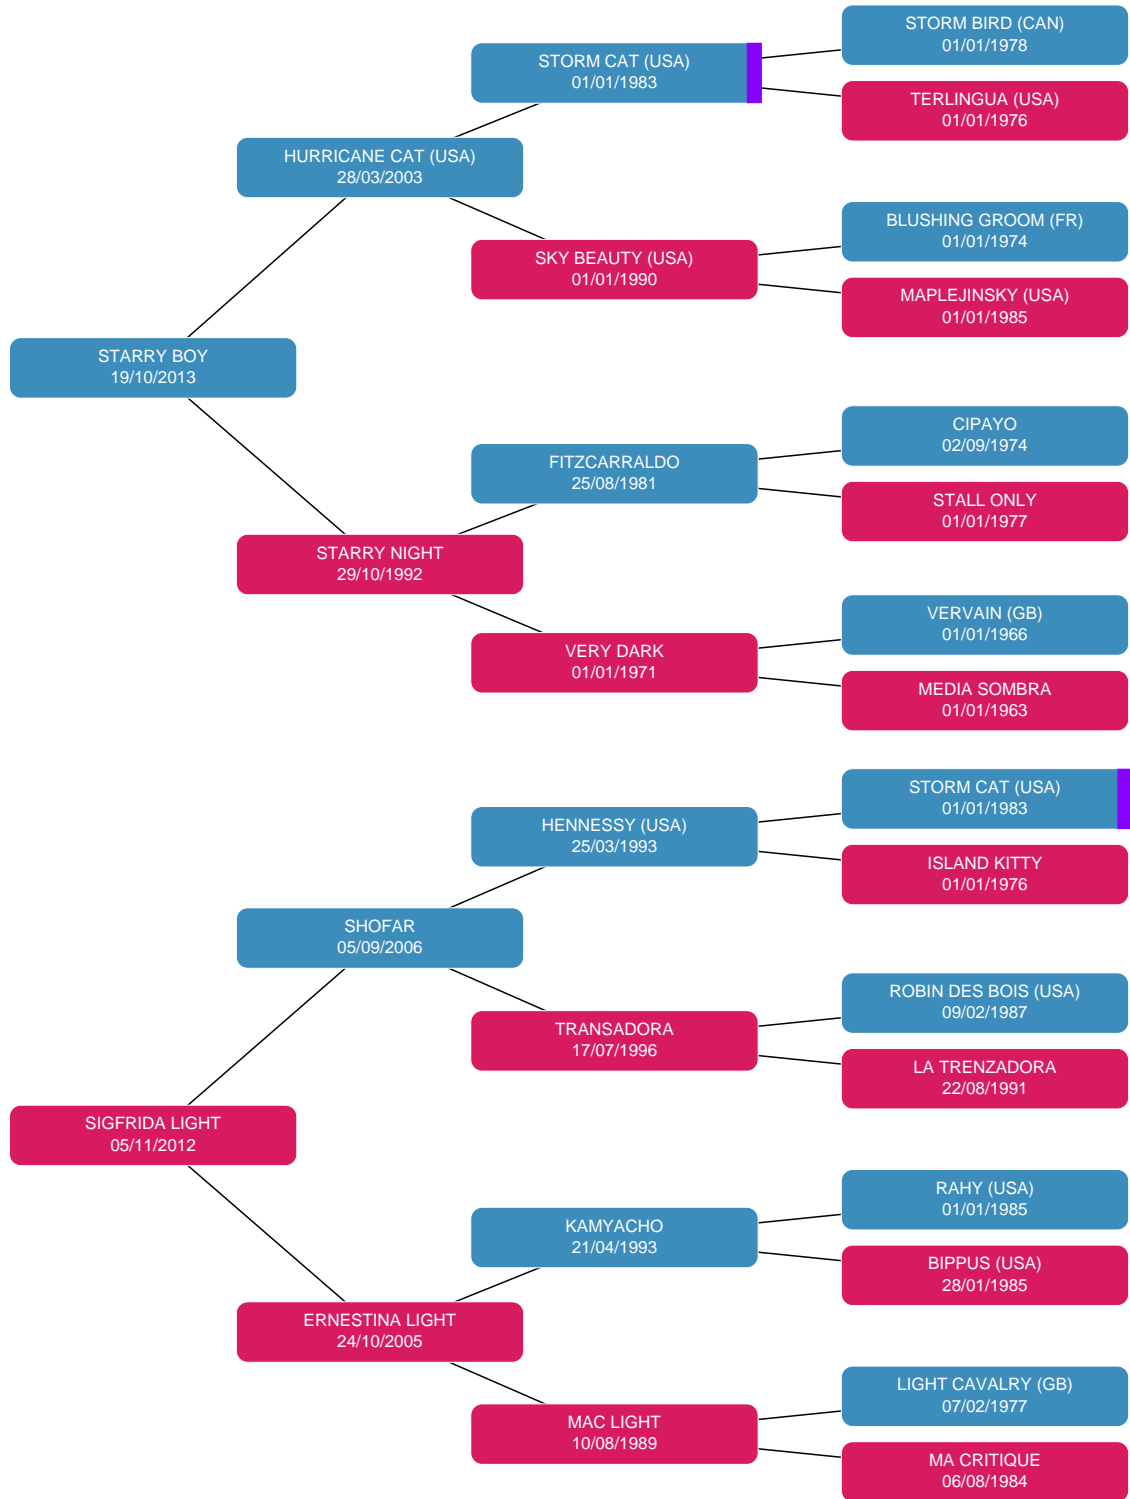 STORM BIRD (CAN)
01/01/1978
STORM CAT (USA)
01/01/1983
TERLINGUA (USA)
01/01/1976
HURRICANE CAT (USA)
28/03/2003
BLUSHING GROOM (FR)
01/01/1974
SKY BEAUTY (USA)
01/01/1990
MAPLEJINSKY (USA)
01/01/1985
STARRY BOY
19/10/2013
CIPAYO
02/09/1974
FITZCARRALDO
25/08/1981
STALL ONLY
01/01/1977
STARRY NIGHT
29/10/1992
VERVAIN (GB)
01/01/1966
VERY DARK
01/01/1971
MEDIA SOMBRA
01/01/1963
STORM CAT (USA)
01/01/1983
HENNESSY (USA)
25/03/1993
ISLAND KITTY
01/01/1976
SHOFAR
05/09/2006
ROBIN DES BOIS (USA)
09/02/1987
TRANSADORA
17/07/1996
LA TRENZADORA
22/08/1991
SIGFRIDA LIGHT
05/11/2012
RAHY (USA)
01/01/1985
KAMYACHO
21/04/1993
BIPPUS (USA)
28/01/1985
ERNESTINA LIGHT
24/10/2005
LIGHT CAVALRY (GB)
07/02/1977
MAC LIGHT
10/08/1989
MA CRITIQUE
06/08/1984